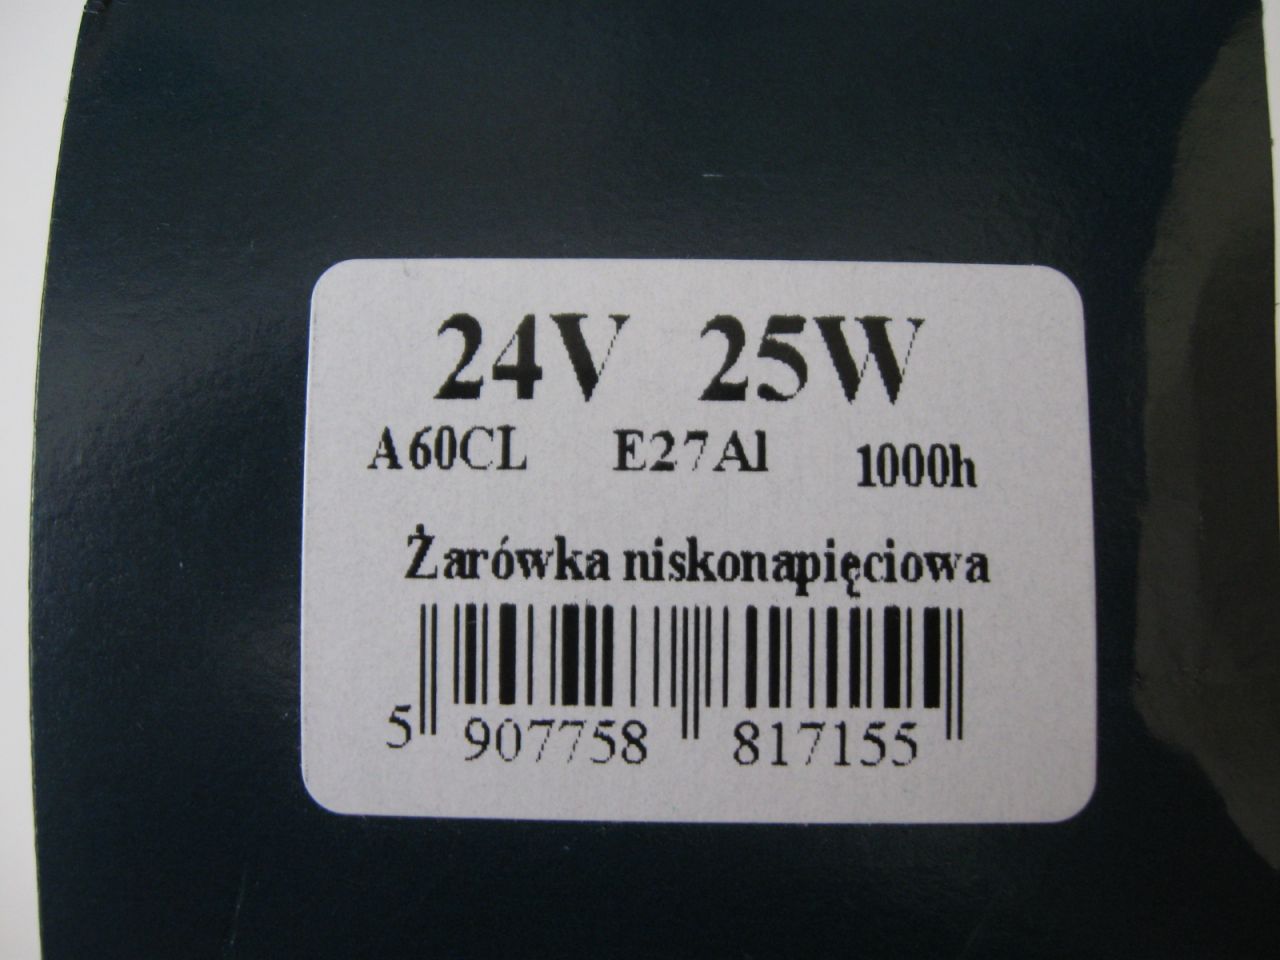 24V 25W
A60CL E27Al 1000h
Żarówka niskonapięciowa
5 907758 817155